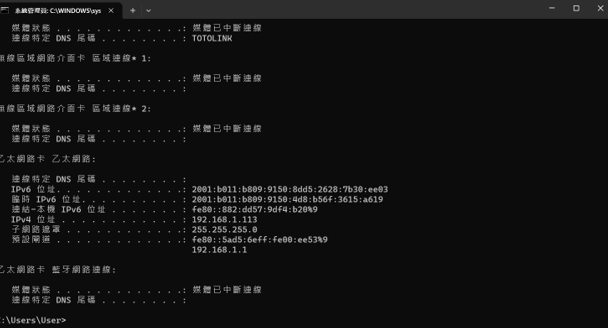 系統管理員: C:\WINDOWS\sys
媒體狀態 . . . . . . . . . . . . .: 媒體已中斷連線
連線特定 DNS 尾碼 . . . . . . . . : TOTOLINK
無線區域網路介面卡 區域連線* 1:
媒體狀態 . . . . . . . . . . . . .: 媒體已中斷連線
連線特定 DNS 尾碼 . . . . . . . . :
無線區域網路介面卡 區域連線* 2:
媒體狀態 . . . . . . . . . . . . .: 媒體已中斷連線
連線特定 DNS 尾碼 . . . . . . . . :
乙太網路卡 乙太網路:
連線特定 DNS 尾碼 . . . . . . . . :
IPv6 位址. . . . . . . . . . . . .: 2001:b011:b809:9150:8dd5:2628:7b30:ee03
臨時 IPv6 位址. . . . . . . . . . : 2001:b011:b809:9150:4d8:b56f:3615:a619
連結-本機 IPv6 位址 . . . . . . . : fe80::882:dd57:9df4:b20%9
IPv4 位址 . . . . . . . . . . . . : 192.168.1.113
子網路遮罩 . . . . . . . . . . . .: 255.255.255.0
預設閘道 . . . . . . . . . . . . .: fe80::5ad5:6eff:fe00:ee53%9
192.168.1.1
乙太網路卡 藍牙網路連線:
媒體狀態 . . . . . . . . . . . . .: 媒體已中斷連線
連線特定 DNS 尾碼 . . . . . . . . :
:\Users\User>